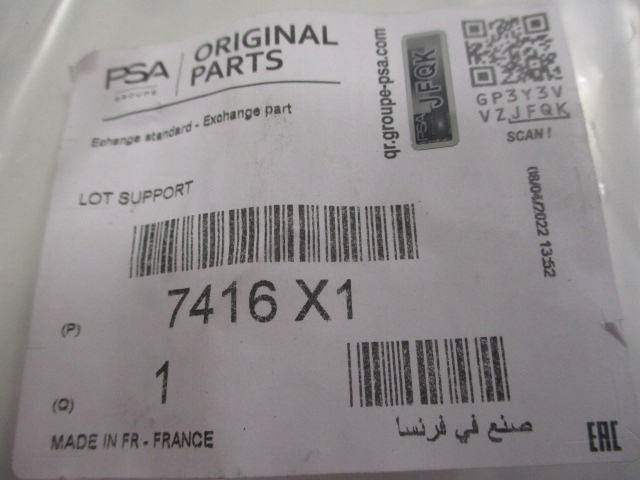 PSA
GROUPE
ORIGINAL
PARTS
qr.groupe-psa.com
PSA JFQK
GP3Y3V
VZJFQK
SCAN!
Echange standard - Exchange part
08/04/2022 13:52
LOT SUPPORT
(P) 7416 X1
(Q) 1
MADE IN FR - FRANCE
صنع في فرنسا
EAC